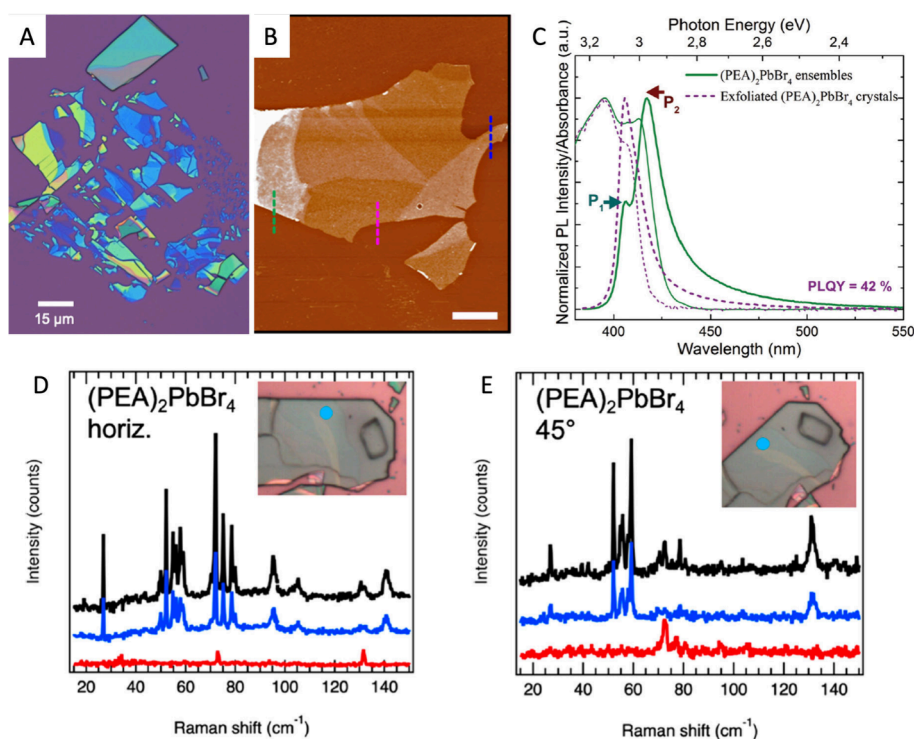 A
15 µm
B
C
Photon Energy (eV)
3,2 3 2,8 2,6 2,4
(PEA)₂PbBr₄ ensembles
Exfoliated (PEA)₂PbBr₄ crystals
P₂
P₁
PLQY = 42 %
Normalized PL Intensity/Absorbance (a.u.)
400 450 500 550
Wavelength (nm)
D
(PEA)₂PbBr₄
horiz.
Intensity (counts)
20 40 60 80 100 120 140
Raman shift (cm⁻¹)
E
(PEA)₂PbBr₄
45°
Intensity (counts)
20 40 60 80 100 120 140
Raman shift (cm⁻¹)